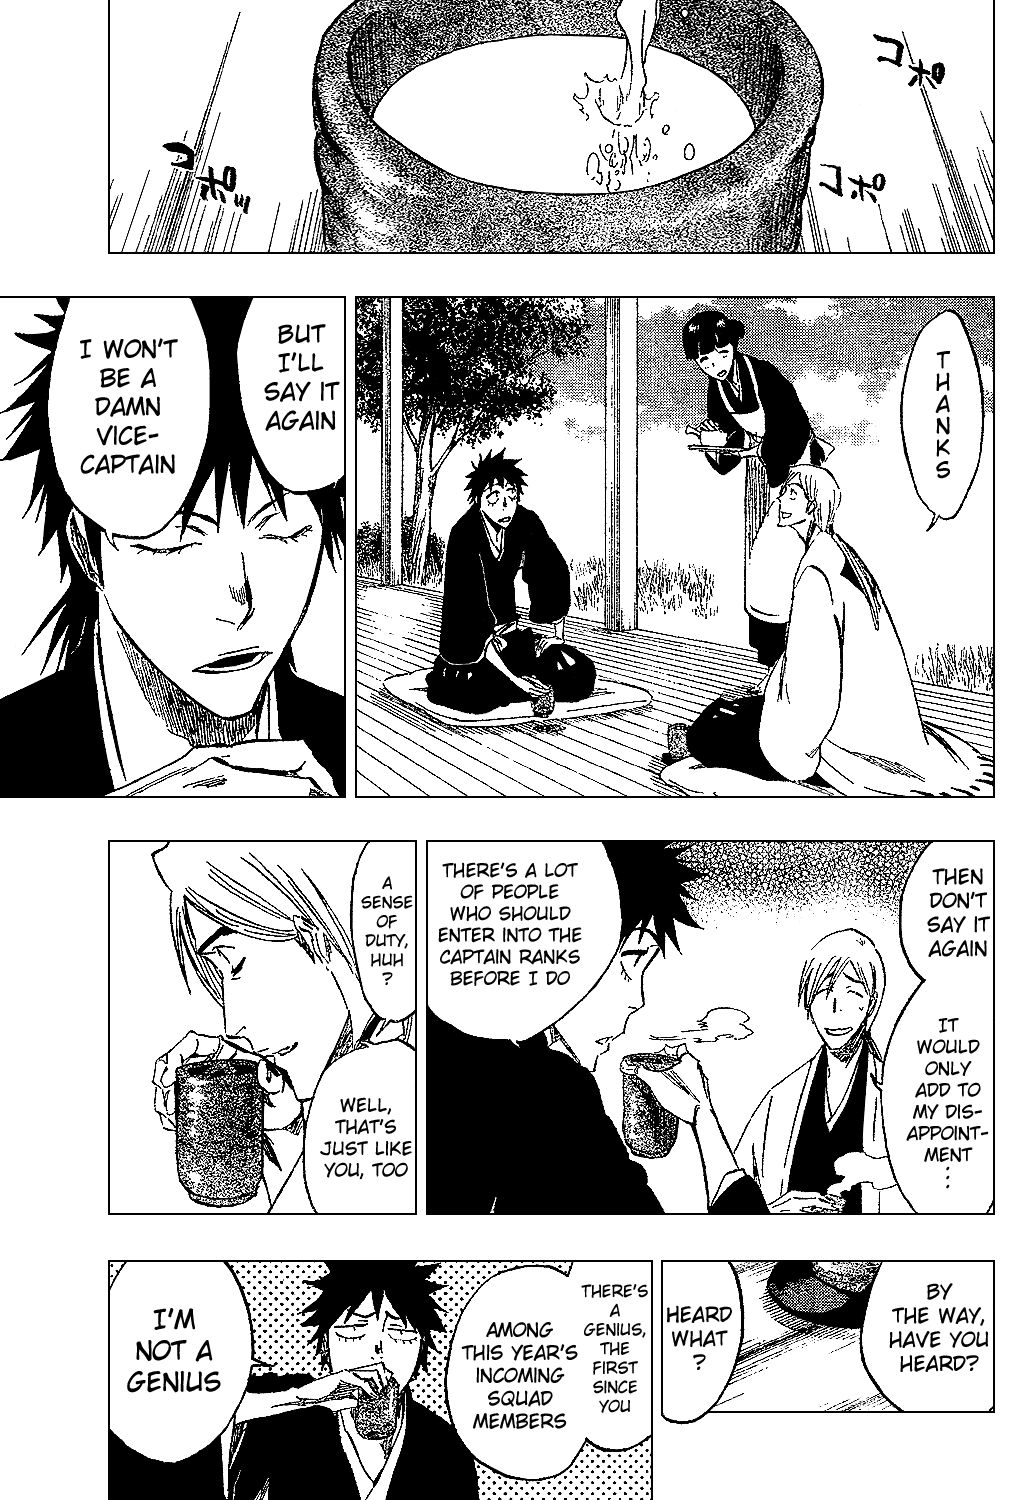 コポ
コポ
コポ
THANKS
BUT
I'LL
SAY IT
AGAIN
I WON'T
BE A
DAMN
VICE-
CAPTAIN
THEN
DON'T
SAY IT
AGAIN
IT
WOULD
ONLY
ADD TO
MY DIS-
APPOINT-
MENT
...
THERE'S A LOT
OF PEOPLE
WHO SHOULD
ENTER INTO THE
CAPTAIN RANKS
BEFORE I DO
A
SENSE
OF
DUTY,
HUH
?
WELL,
THAT'S
JUST LIKE
YOU, TOO
BY
THE WAY,
HAVE YOU
HEARD?
HEARD
WHAT
?
THERE'S
A
GENIUS,
THE
FIRST
SINCE
YOU
AMONG
THIS YEAR'S
INCOMING
SQUAD
MEMBERS
I'M
NOT A
GENIUS